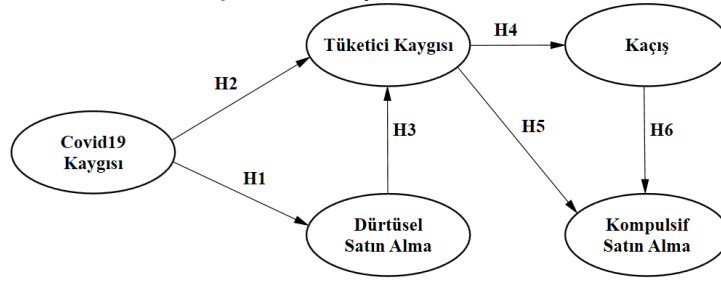 Tüketici Kaygısı
H4
Kaçış
H2
Covid19
Kaygısı
H3
H5
H6
H1
Dürtüsel
Satın Alma
Kompulsif
Satın Alma